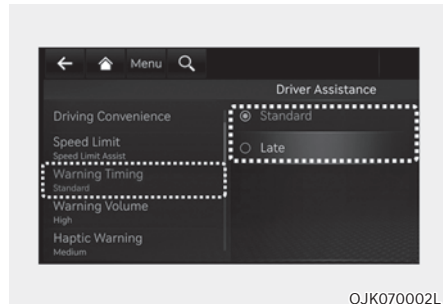 Menu
Driver Assistance
Driving Convenience
Speed Limit
Speed Limit Assist
Warning Timing
Standard
Warning Volume
High
Haptic Warning
Medium
Standard
Late
OJK070002L